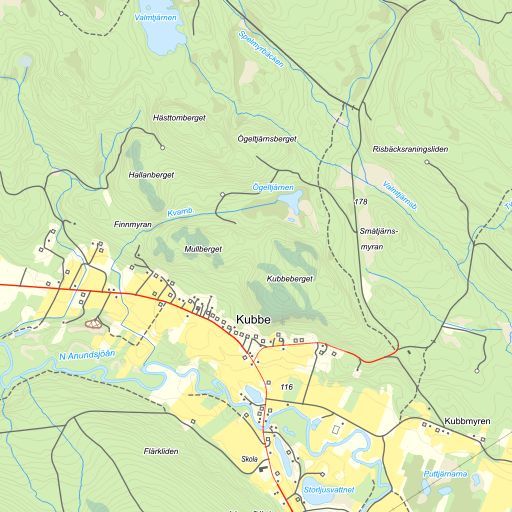 Valmtjärnen
Spelmyrbäcken
Hästtomberget
Ögeltjärnsberget
Risbäcksraningsliden
Hallanberget
Ögelltjärnen
Valmtjärnsb
178
Kvarnb
Finnmyran
Småtjärns-
myran
Mullberget
Kubbeberget
Kubbe
N Anundsjöån
116
Kubbmyren
Flärkliden
Skola
Puttjärnarna
Storljusvattnet